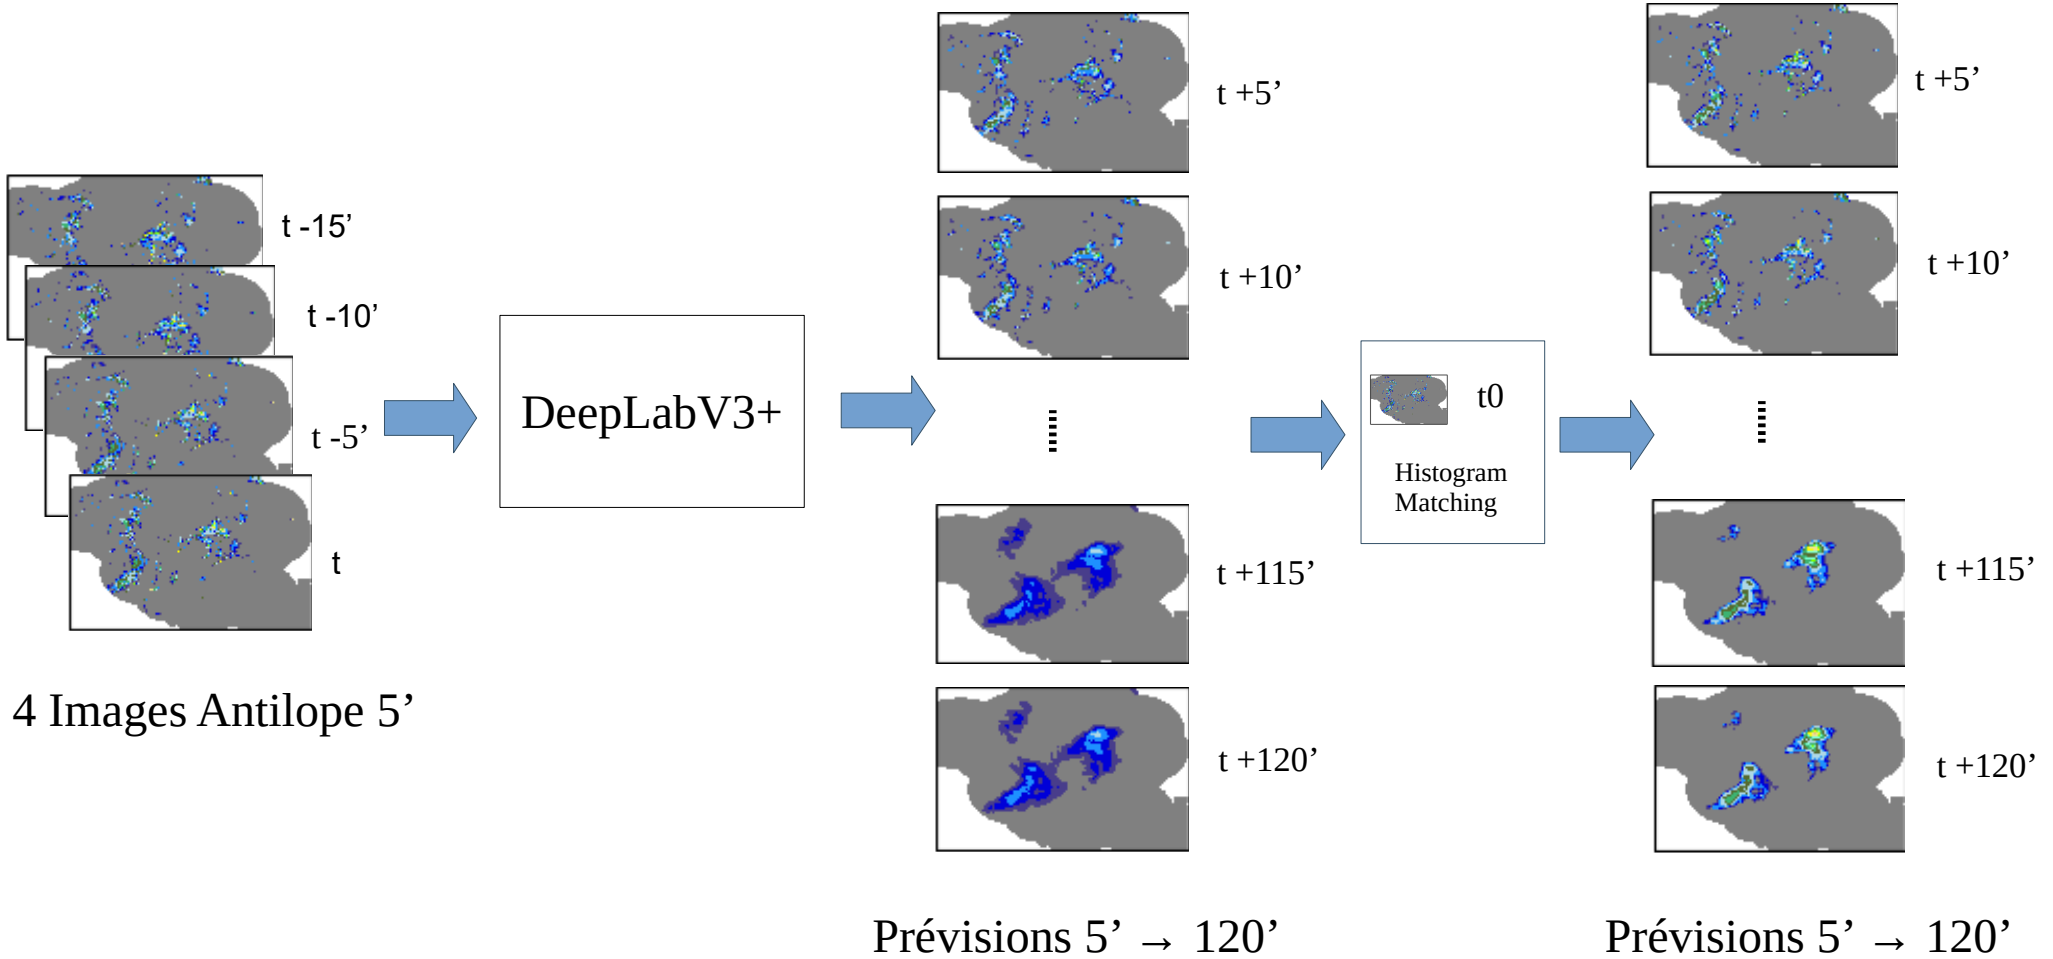 t -15’
t -10’
t -5’
t
4 Images Antilope 5’
DeepLabV3+
t +5’
t +10’
t +115’
t +120’
Prévisions 5’ → 120’
t0
Histogram
Matching
t +5’
t +10’
t +115’
t +120’
Prévisions 5’ → 120’